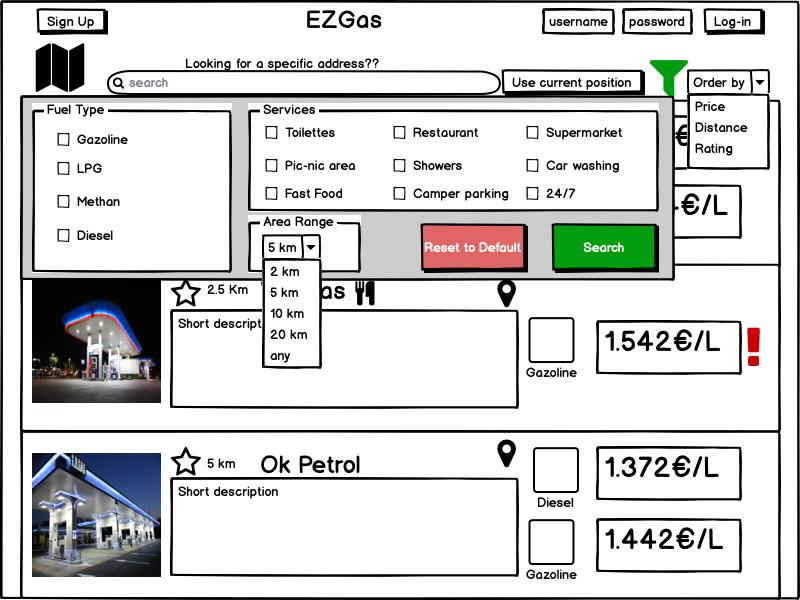 Sign Up
EZGas
username
password
Log-in
Looking for a specific address??
search
Use current position
Order by
Price
Distance
Rating
Fuel Type
Gazoline
LPG
Methan
Diesel
Services
Toilettes
Restaurant
Supermarket
Pic-nic area
Showers
Car washing
Fast Food
Camper parking
24/7
Area Range
5 km
2 km
5 km
10 km
20 km
any
Reset to Default
Search
€/L
2.5 Km
as
Short descript
Gazoline
1.542€/L
5 km
Ok Petrol
Short description
Diesel
1.372€/L
Gazoline
1.442€/L